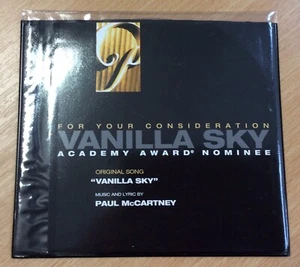 FOR YOUR CONSIDERATION
VANILLA SKY
ACADEMY AWARD® NOMINEE
ORIGINAL SONG
"VANILLA SKY"
MUSIC AND LYRIC BY
PAUL McCARTNEY